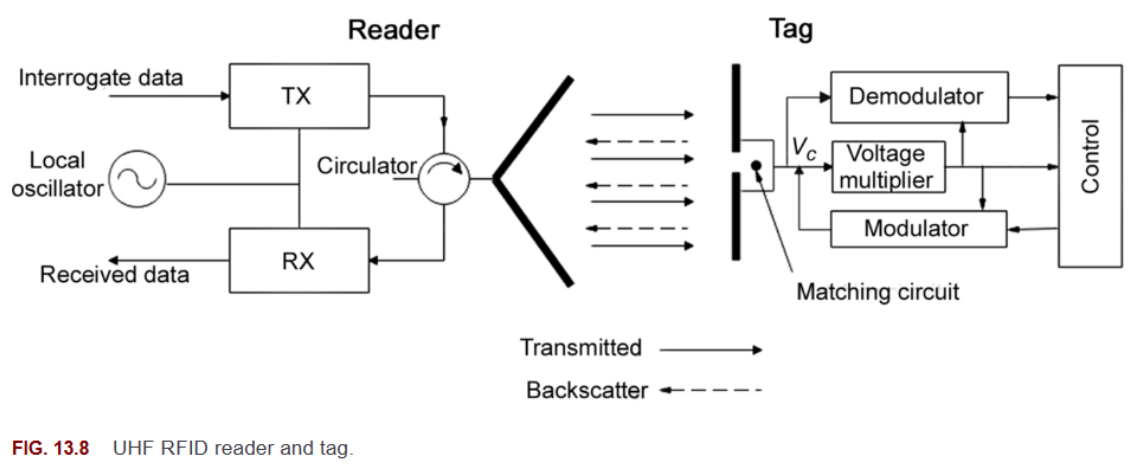 Reader
Tag
Interrogate data
TX
Demodulator
Local
oscillator
Circulator
Vc
Voltage
multiplier
Control
Modulator
Received data
RX
Matching circuit
Transmitted
Backscatter
FIG. 13.8 UHF RFID reader and tag.